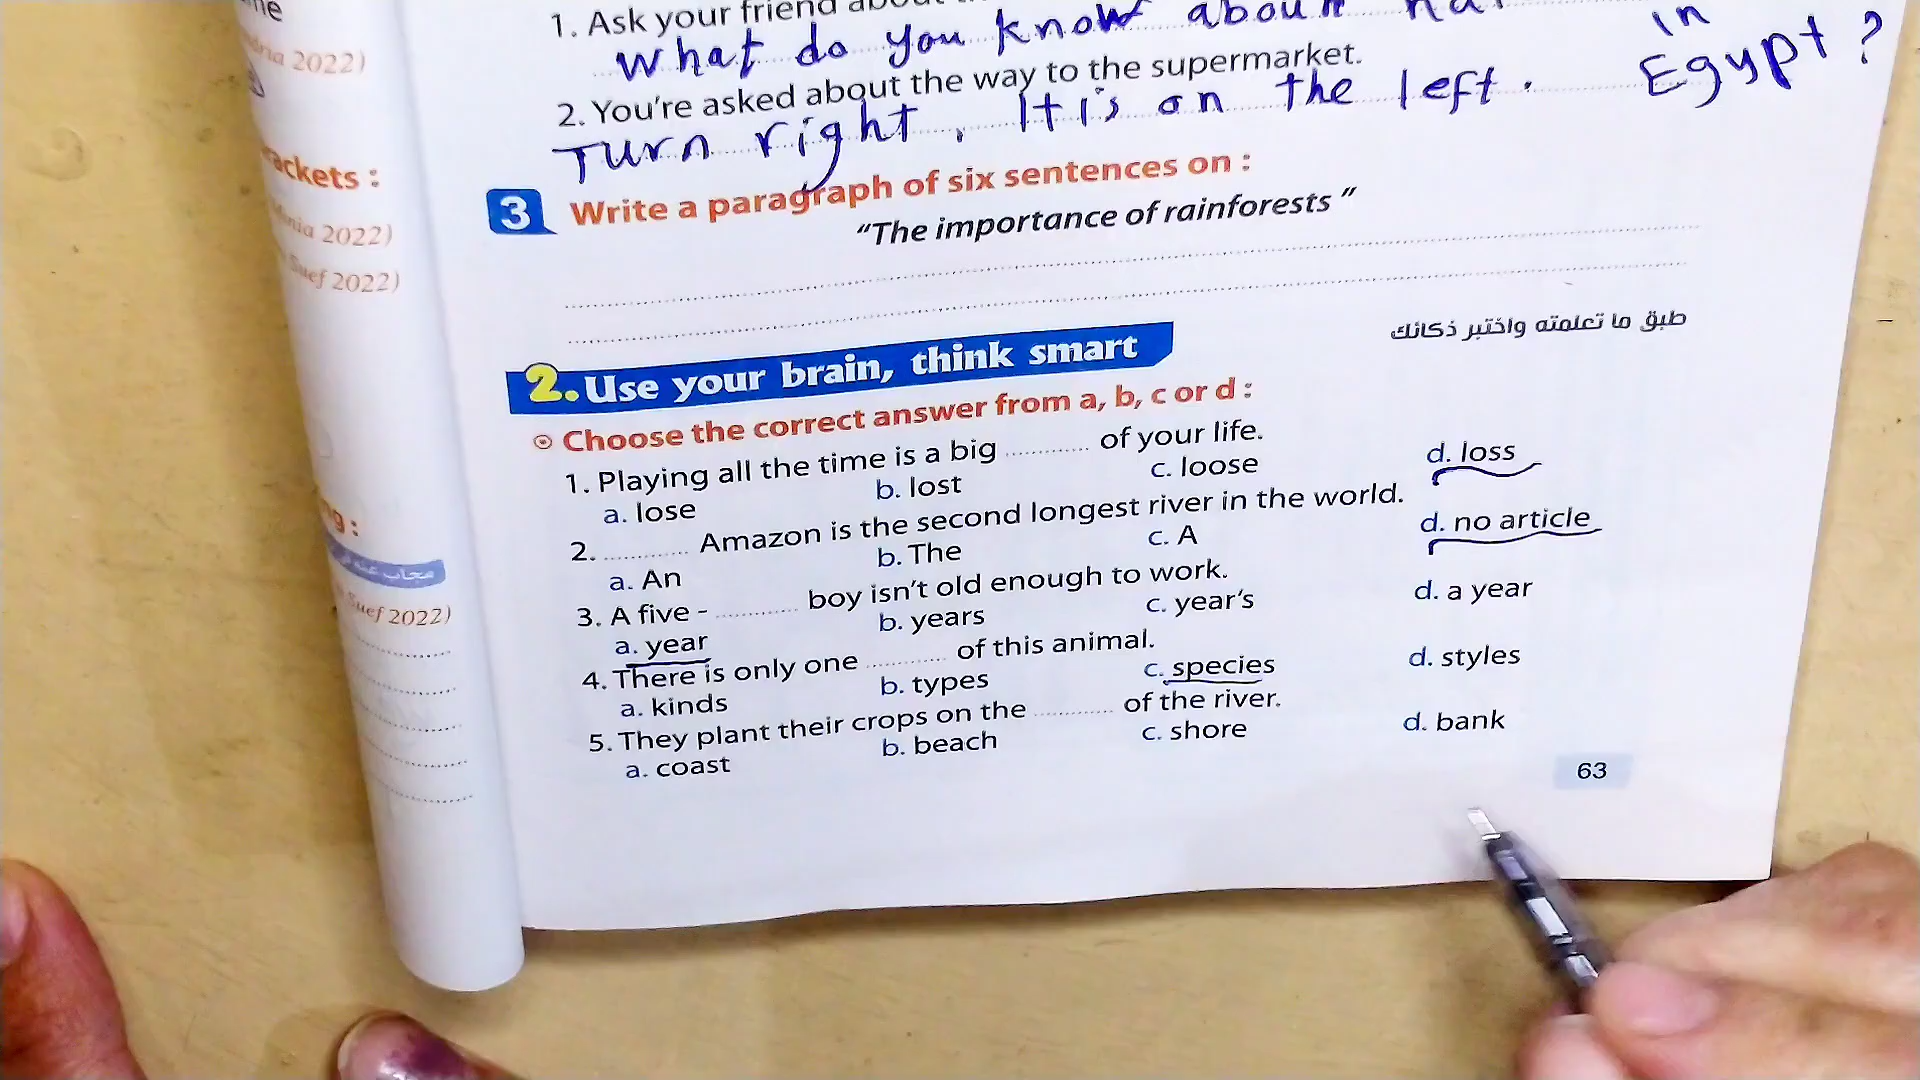 1. Ask your friend
What do you know about
in
Egypt ?
2. You're asked about the way to the supermarket.
Turn right . It is on the left .
2022)
ackets :
2022)
Suef 2022)
3 Write a paragraph of six sentences on :
"The importance of rainforests"
طبق ما تعلمته واختبر ذكائك
2. Use your brain, think smart
Choose the correct answer from a, b, c or d :
1. Playing all the time is a big ............ of your life.
a. lose b. lost c. loose d. loss
2. ............ Amazon is the second longest river in the world.
a. An b. The c. A d. no article
3. A five - ............ boy isn't old enough to work.
a. year b. years c. year's d. a year
4. There is only one ............ of this animal.
a. kinds b. types c. species d. styles
5. They plant their crops on the ............ of the river.
a. coast b. beach c. shore d. bank
ng :
مجاب عنه
Suef 2022)
63